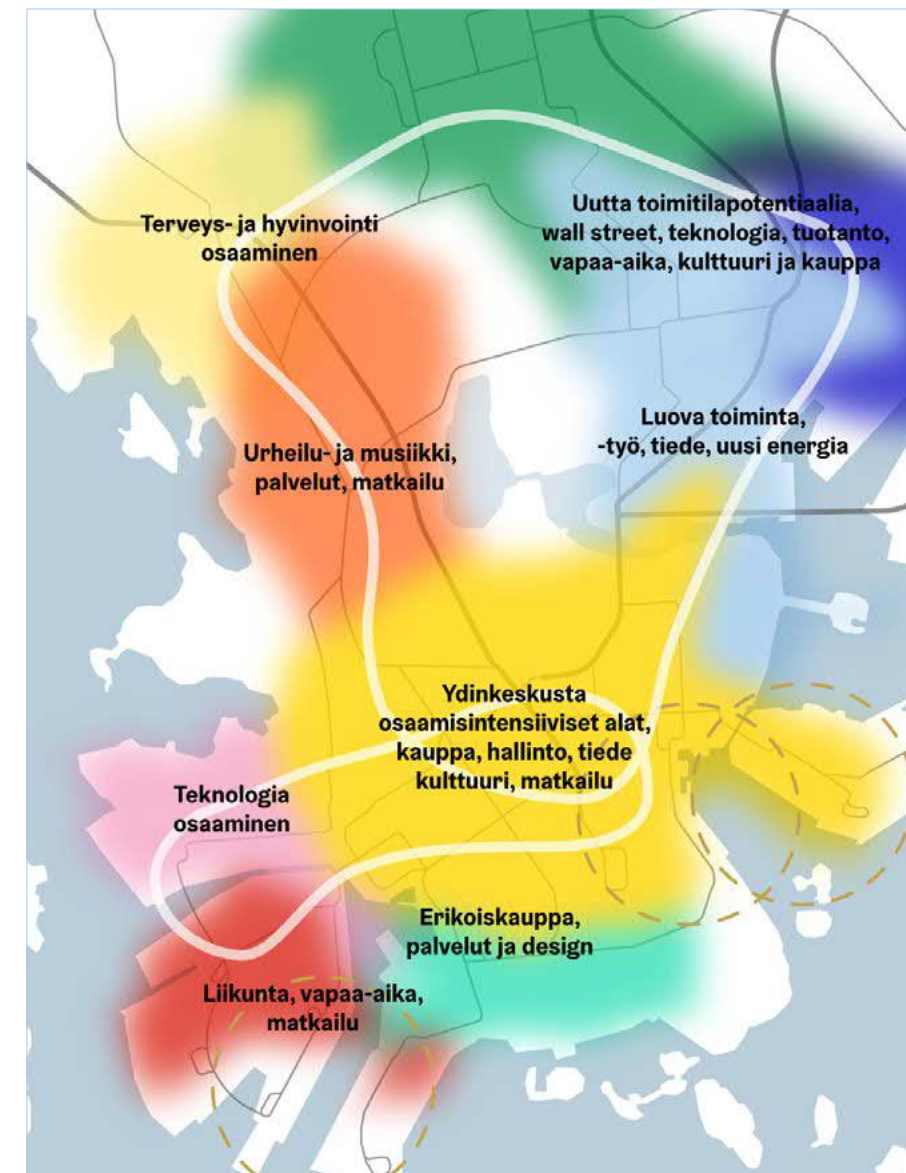 Terveys- ja hyvinvointi
osaaminen
Uutta toimitilapotentiaalia,
wall street, teknologia, tuotanto,
vapaa-aika, kulttuuri ja kauppa
Luova toiminta,
-työ, tiede, uusi energia
Urheilu- ja musiikki,
palvelut, matkailu
Ydinkeskusta
osaamisintensiiviset alat,
kauppa, hallinto, tiede
kulttuuri, matkailu
Teknologia
osaaminen
Erikoiskauppa,
palvelut ja design
Liikunta, vapaa-aika,
matkailu